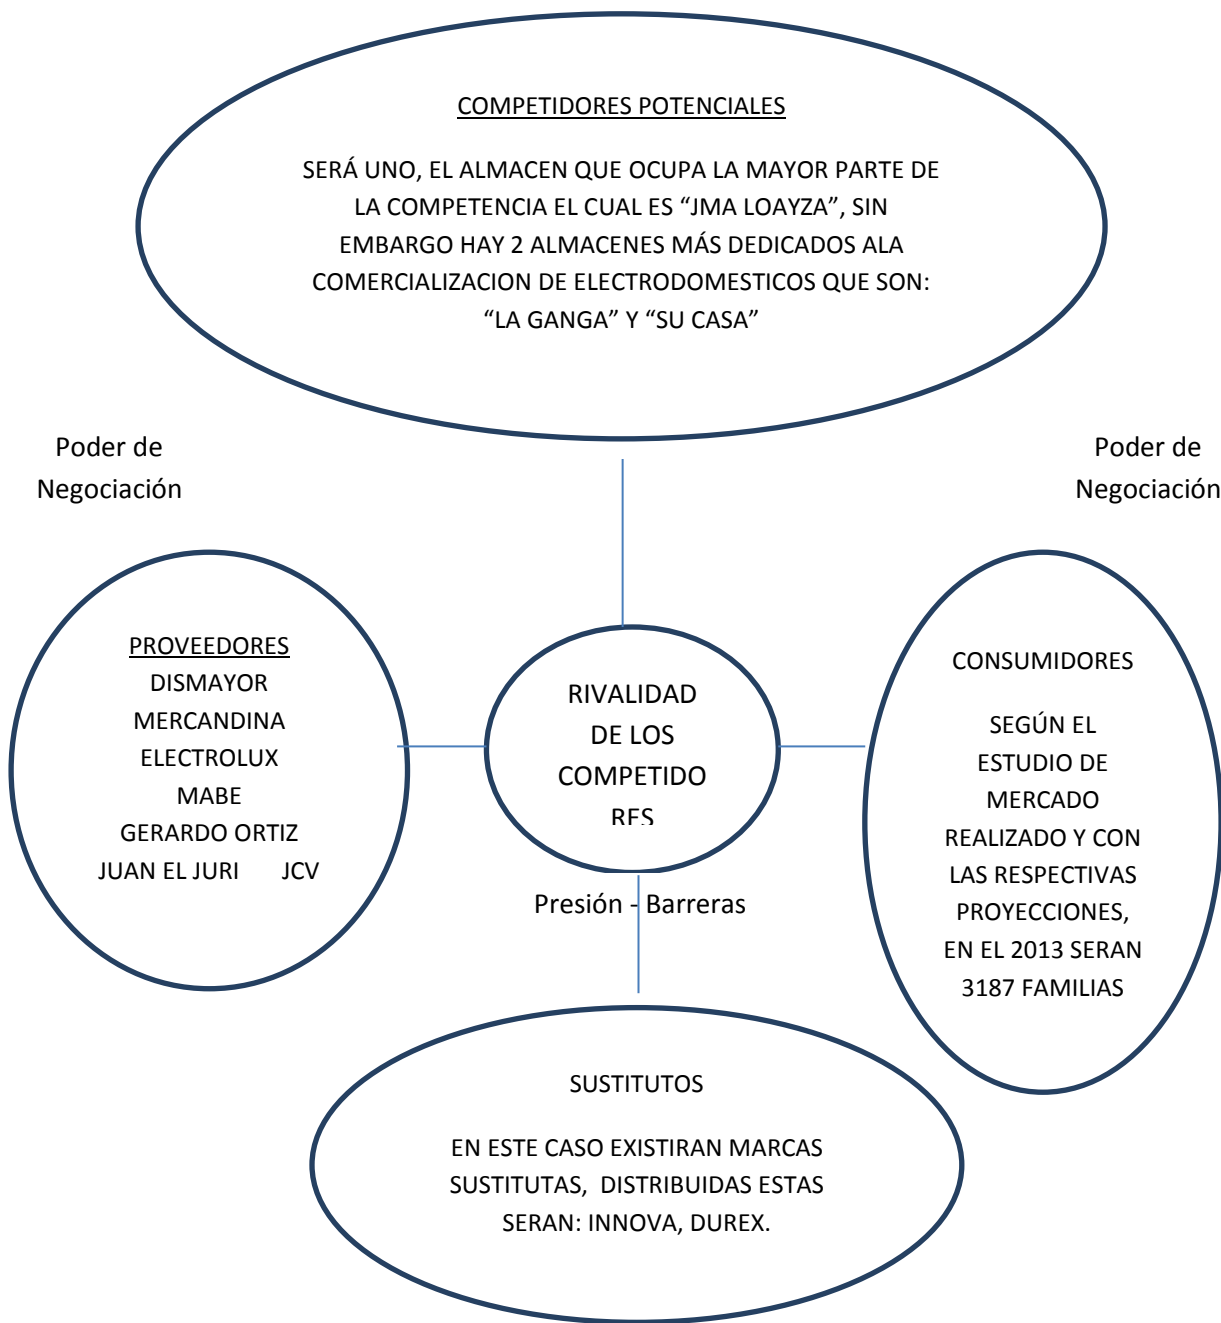 COMPETIDORES POTENCIALES
SERÁ UNO, EL ALMACEN QUE OCUPA LA MAYOR PARTE DE
LA COMPETENCIA EL CUAL ES “JMA LOAYZA”, SIN
EMBARGO HAY 2 ALMACENES MÁS DEDICADOS ALA
COMERCIALIZACION DE ELECTRODOMESTICOS QUE SON:
“LA GANGA” Y “SU CASA”
Poder de
Negociación
Poder de
Negociación
PROVEEDORES
DISMAYOR
MERCANDINA
ELECTROLUX
MABE
GERARDO ORTIZ
JUAN EL JURI JCV
RIVALIDAD
DE LOS
COMPETIDO
RES
CONSUMIDORES
SEGÚN EL
ESTUDIO DE
MERCADO
REALIZADO Y CON
LAS RESPECTIVAS
PROYECCIONES,
EN EL 2013 SERAN
3187 FAMILIAS
Presión - Barreras
SUSTITUTOS
EN ESTE CASO EXISTIRAN MARCAS
SUSTITUTAS, DISTRIBUIDAS ESTAS
SERAN: INNOVA, DUREX.